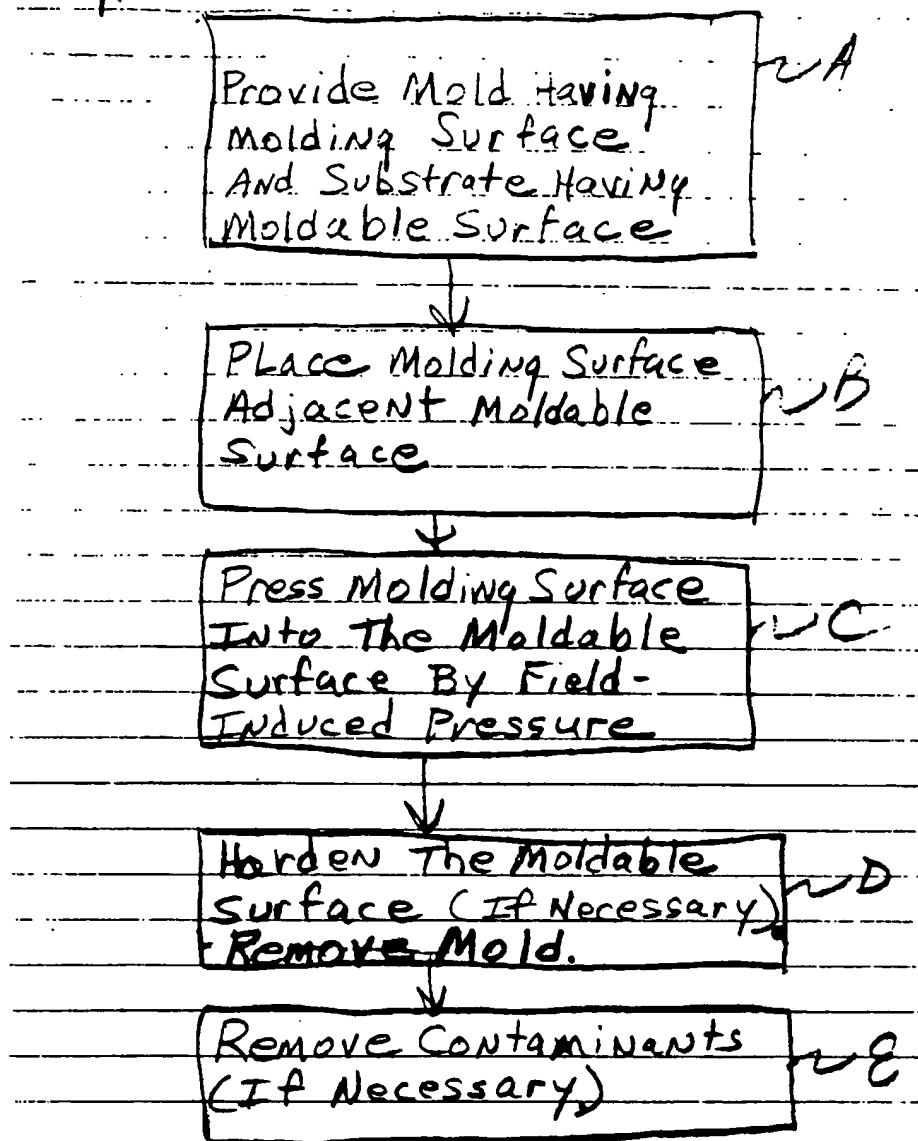 Provide Mold Having
Molding Surface
And Substrate Having
Moldable Surface
A
Place Molding Surface
Adjacent Moldable
Surface
B
Press Molding Surface
Into The Moldable
Surface By Field-
Induced Pressure
C
Harden The Moldable
Surface (If Necessary).
Remove Mold.
D
Remove Contaminants
(If Necessary)
E